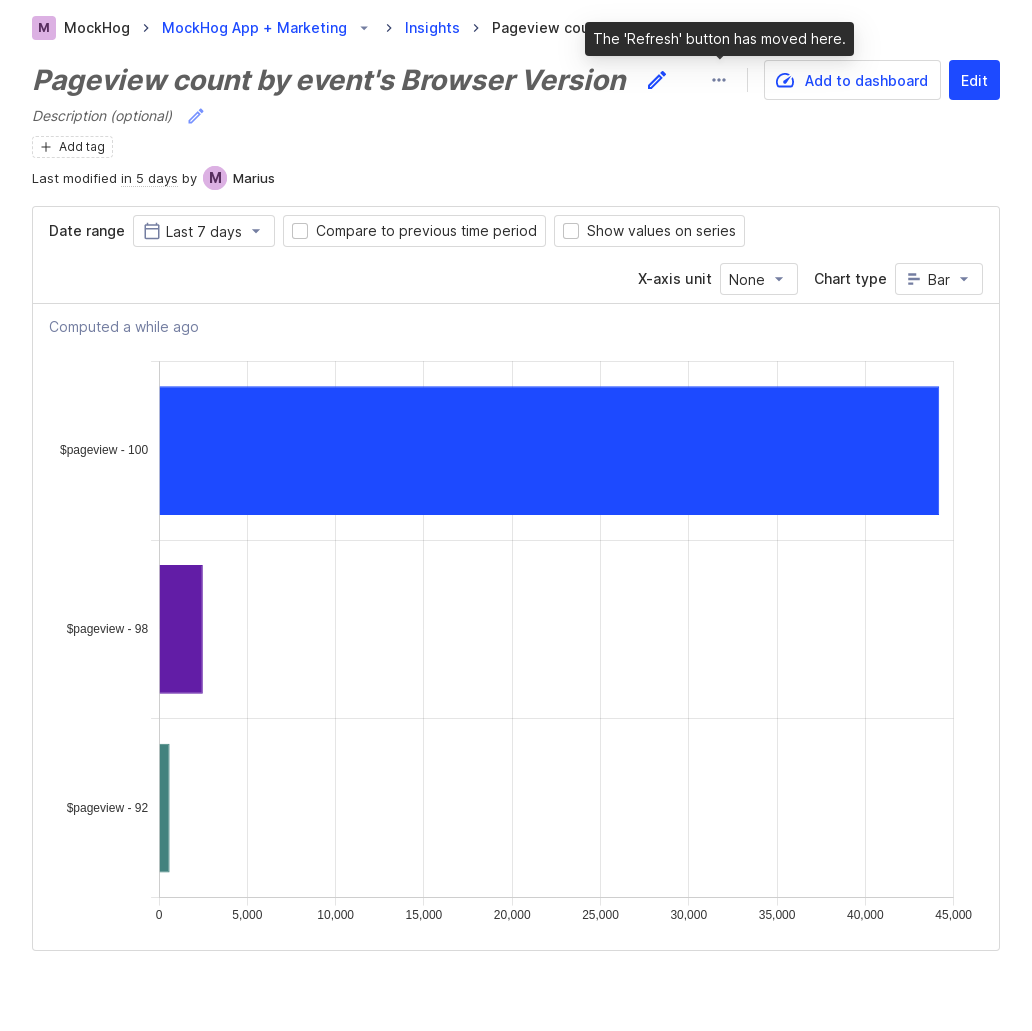 M MockHog MockHog App + Marketing Insights Pageview cou
The 'Refresh' button has moved here.
Pageview count by event's Browser Version
Add to dashboard
Edit
Description (optional)
Add tag
Last modified in 5 days by M Marius
Date range Last 7 days Compare to previous time period Show values on series
X-axis unit None Chart type Bar
Computed a while ago
$pageview - 100
$pageview - 98
$pageview - 92
0 5,000 10,000 15,000 20,000 25,000 30,000 35,000 40,000 45,000